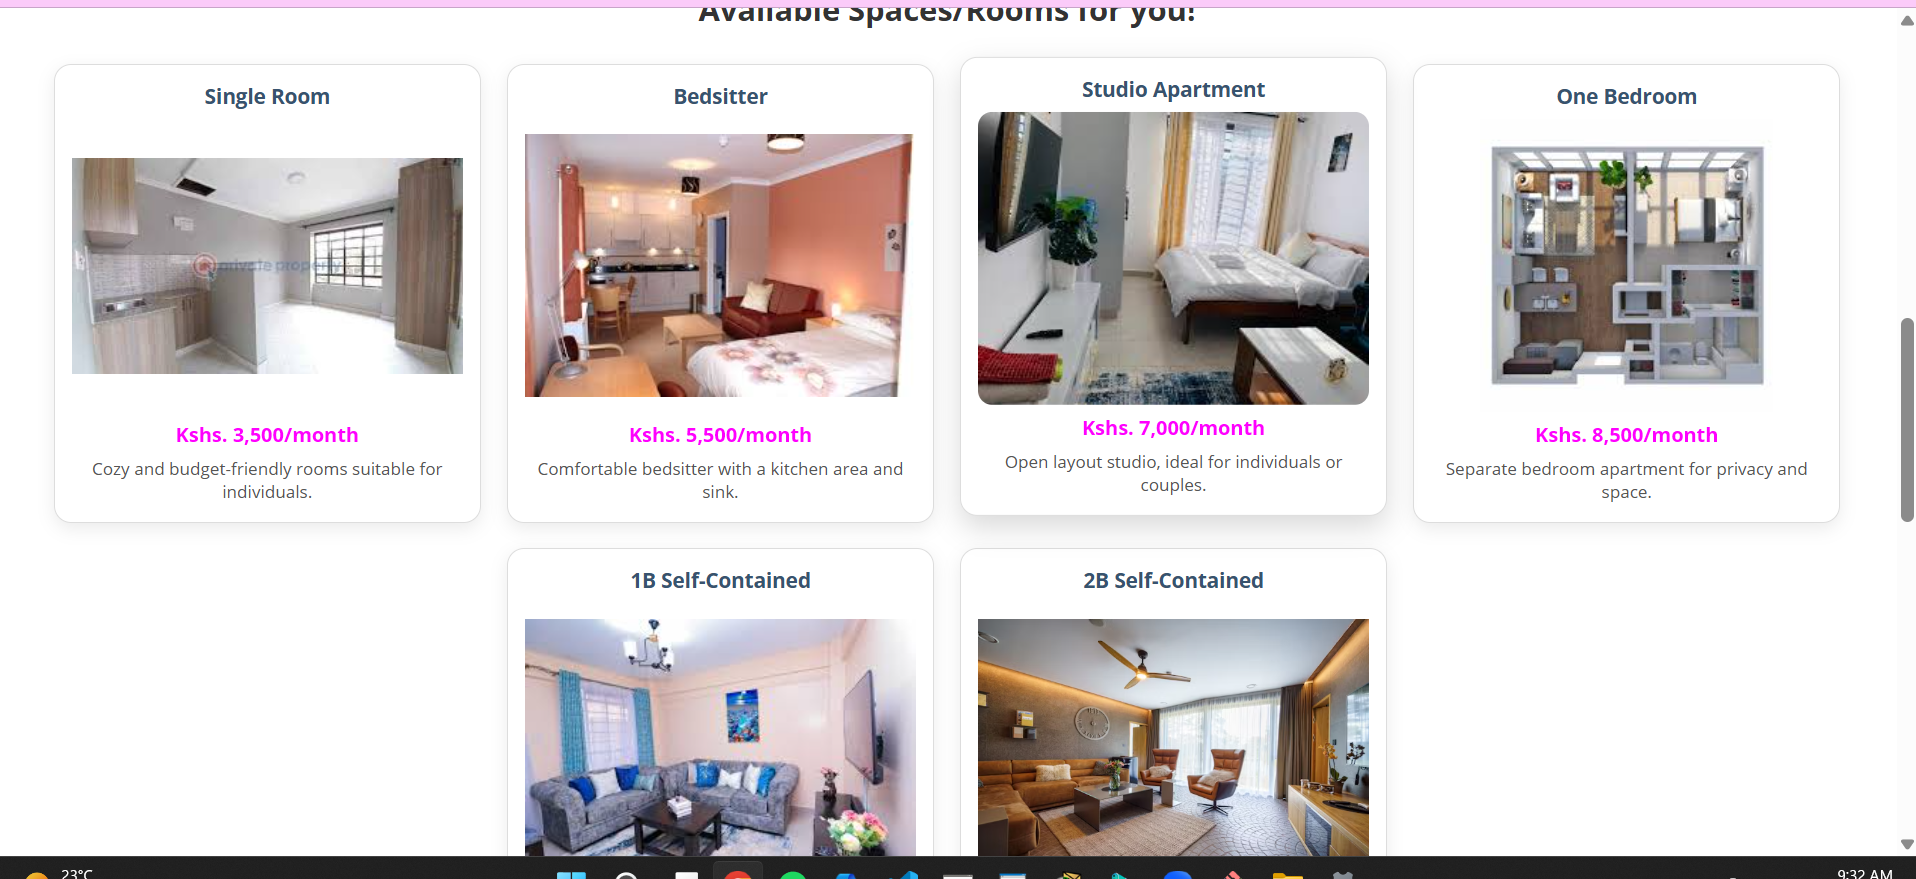 Available Spaces/Rooms for you!
Single Room
private property
Kshs. 3,500/month
Cozy and budget-friendly rooms suitable for
individuals.
Bedsitter
Kshs. 5,500/month
Comfortable bedsitter with a kitchen area and
sink.
Studio Apartment
Kshs. 7,000/month
Open layout studio, ideal for individuals or
couples.
One Bedroom
Kshs. 8,500/month
Separate bedroom apartment for privacy and
space.
1B Self-Contained
2B Self-Contained
23°C
9:32 AM